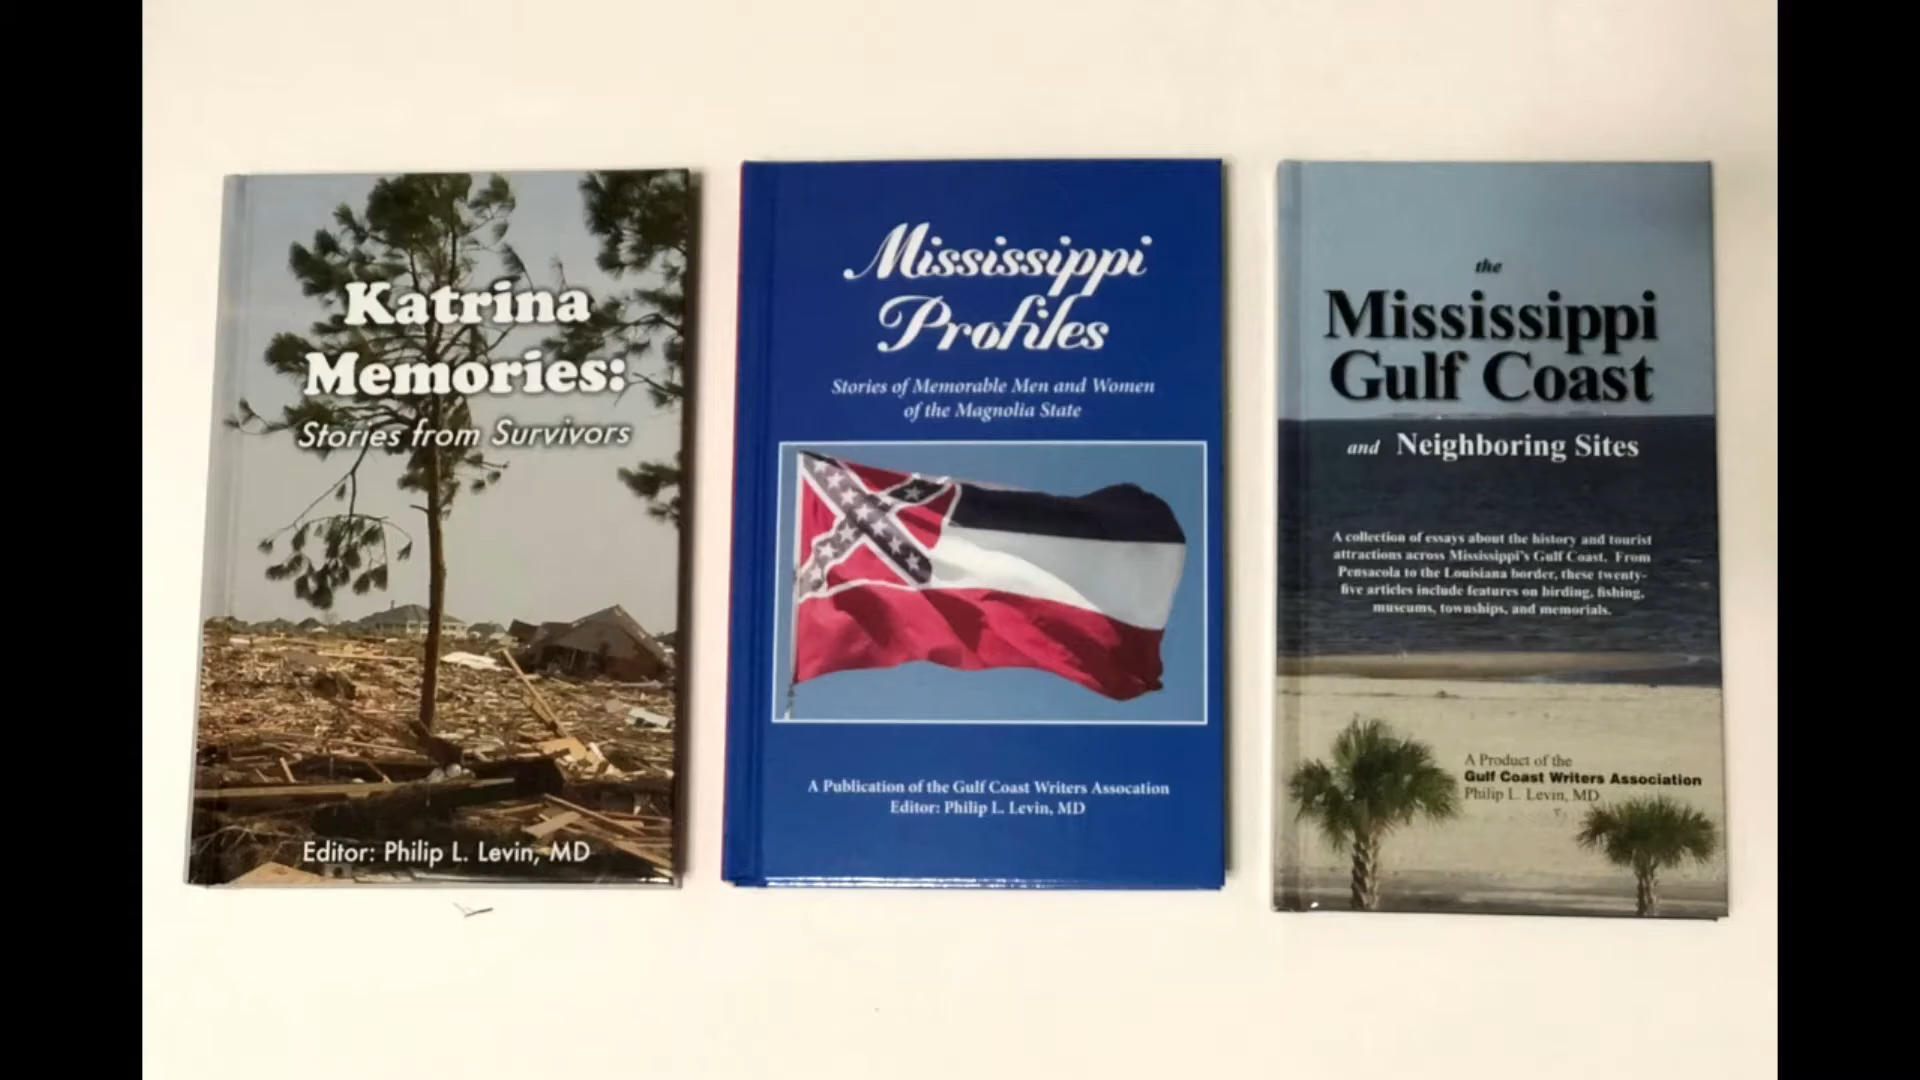 Katrina
Memories:
Stories from Survivors
Editor: Philip L. Levin, MD
Mississippi
Profiles
Stories of Memorable Men and Women
of the Magnolia State
A Publication of the Gulf Coast Writers Assocation
Editor: Philip L. Levin, MD
the
Mississippi
Gulf Coast
and Neighboring Sites
A collection of essays about the history and tourist
attractions across Mississippi's Gulf Coast. From
Pensacola to the Louisiana border, these twenty-
five articles include features on birding, fishing,
museums, townships, and memorials.
A Product of the
Gulf Coast Writers Association
Philip L. Levin, MD